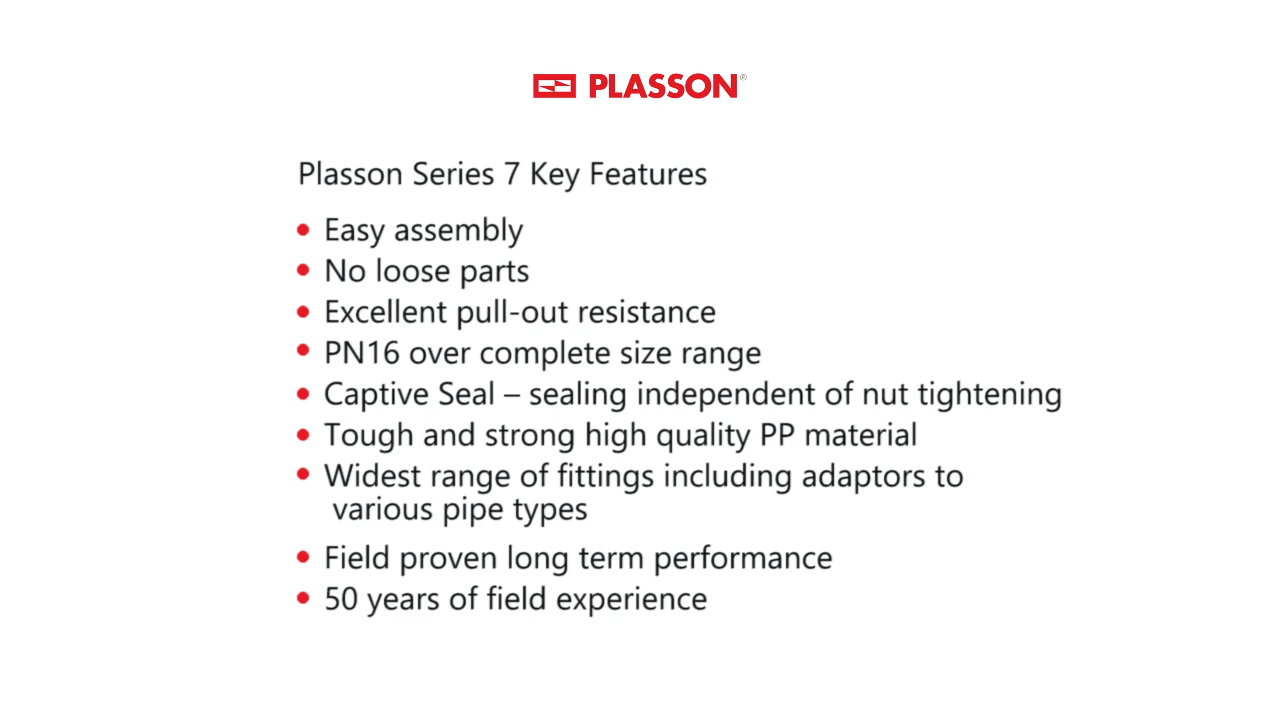 PLASSON®
Plasson Series 7 Key Features
• Easy assembly
• No loose parts
• Excellent pull-out resistance
• PN16 over complete size range
• Captive Seal – sealing independent of nut tightening
• Tough and strong high quality PP material
• Widest range of fittings including adaptors to
various pipe types
• Field proven long term performance
• 50 years of field experience